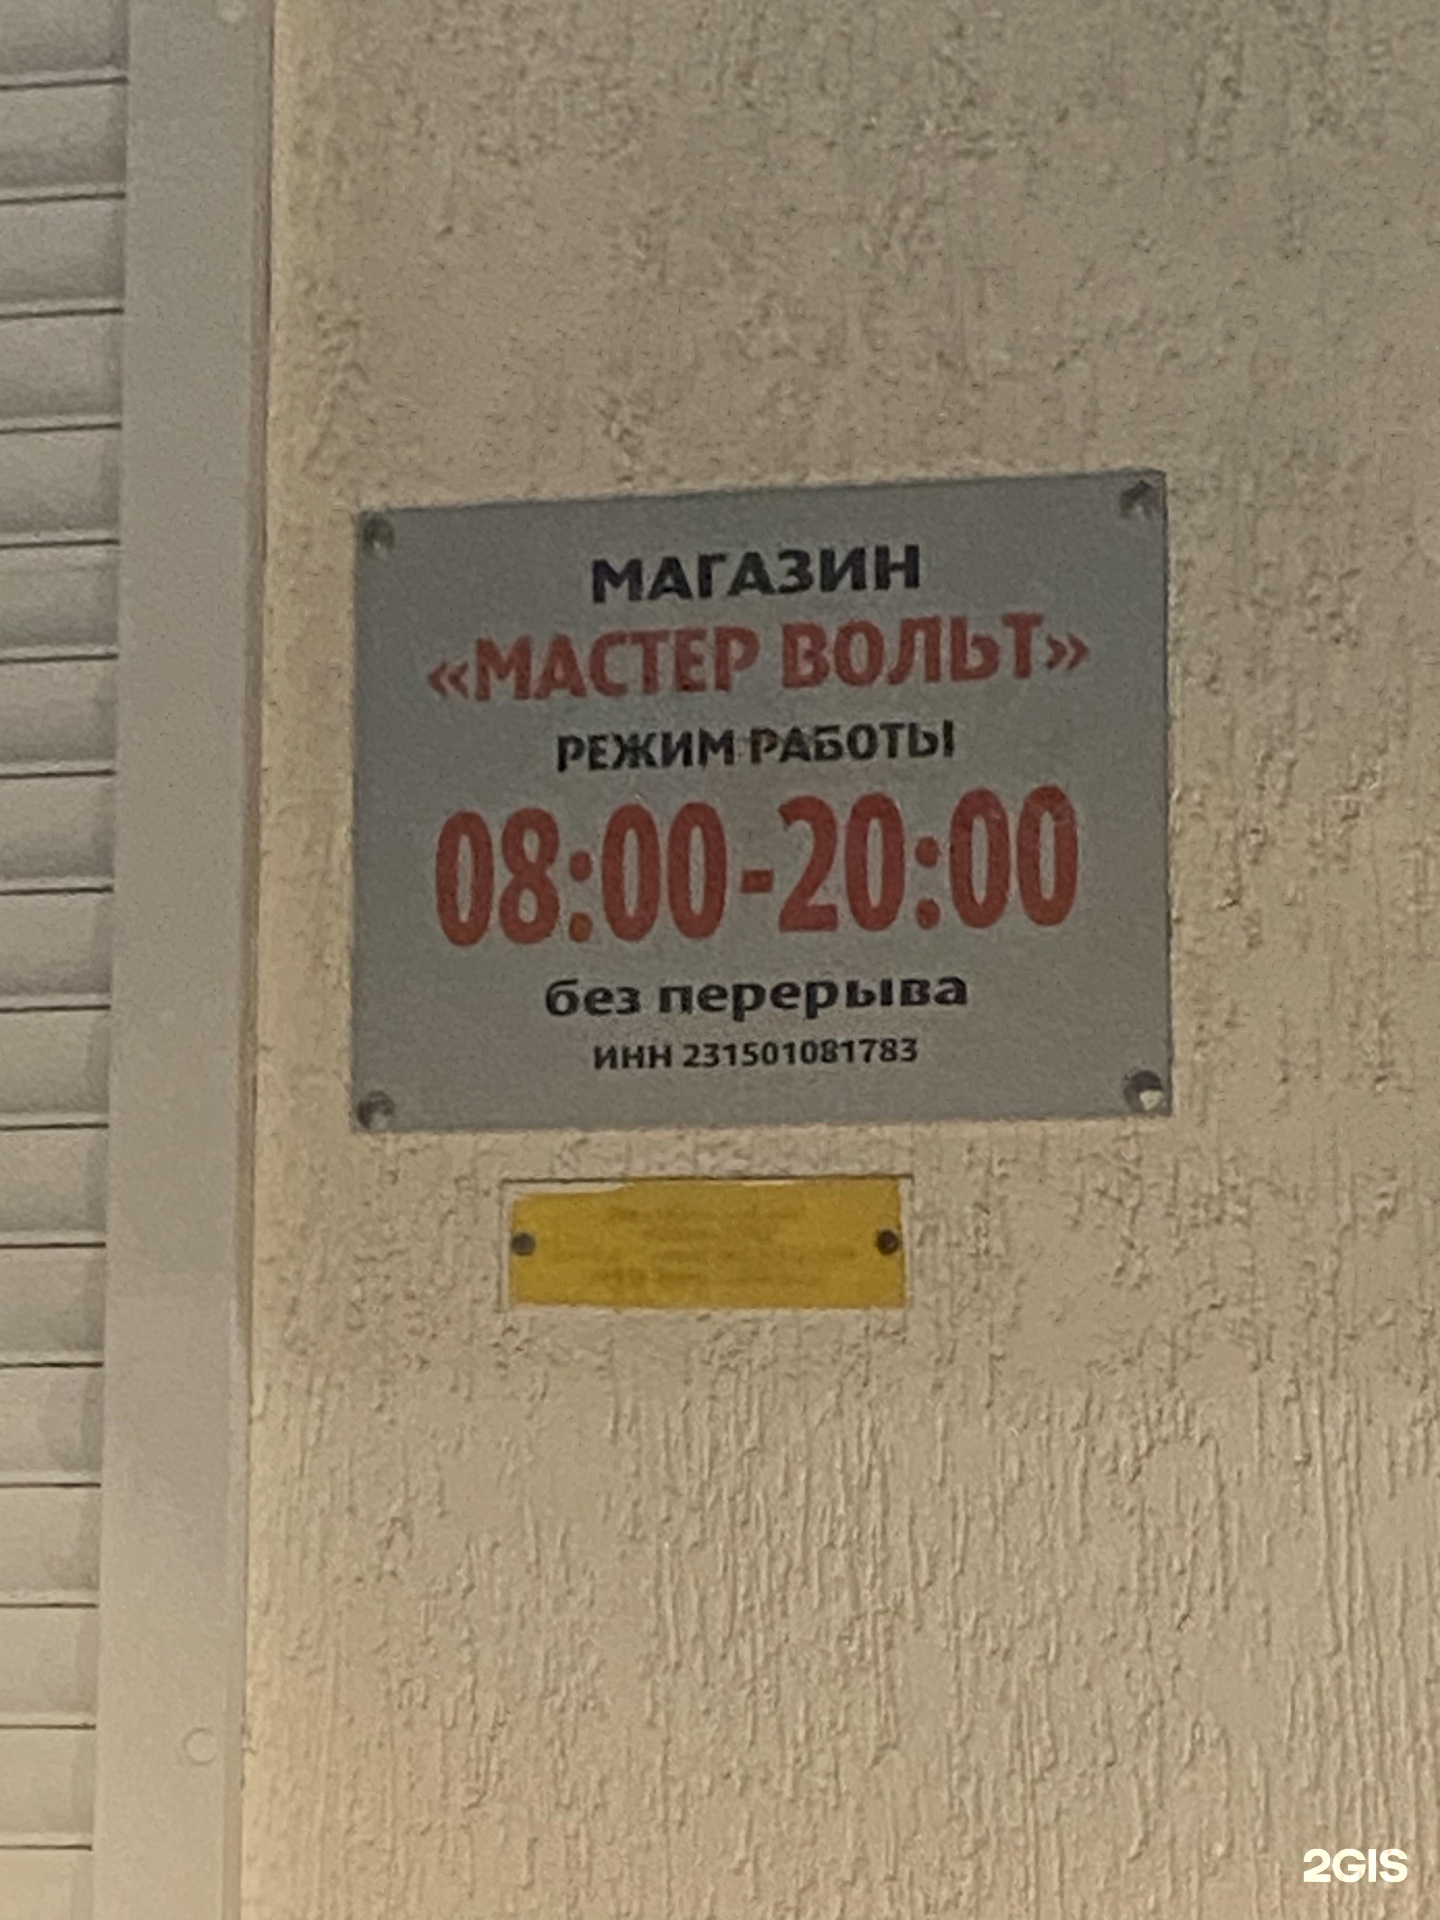 МАГАЗИН
«МАСТЕР ВОЛЬТ»
РЕЖИМ РАБОТЫ
08:00-20:00
без перерыва
ИНН 231501081783
2GIS